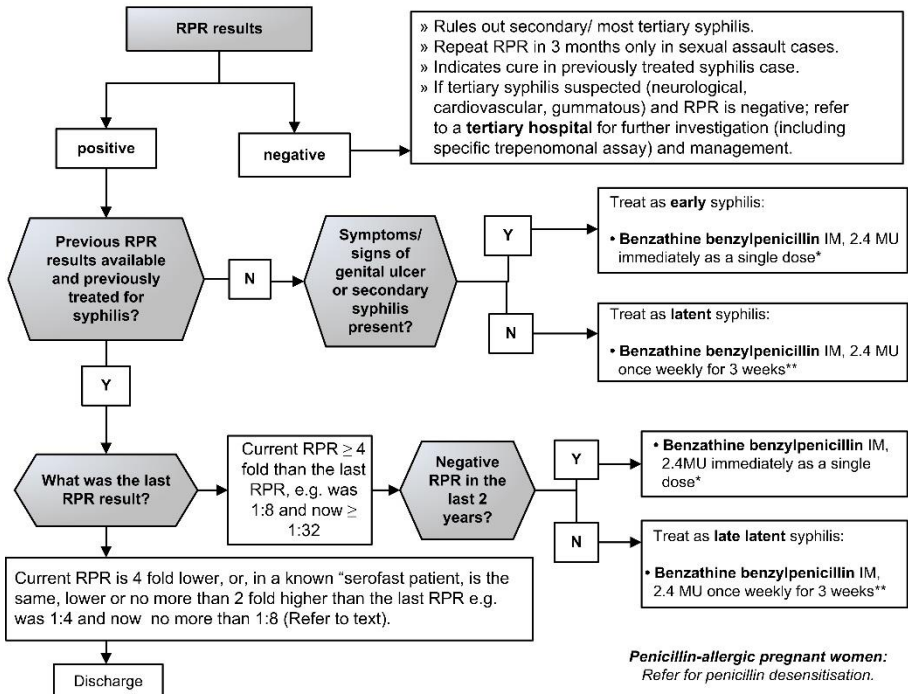 RPR results
» Rules out secondary/ most tertiary syphilis.
» Repeat RPR in 3 months only in sexual assault cases.
» Indicates cure in previously treated syphilis case.
» If tertiary syphilis suspected (neurological,
cardiovascular, gummatous) and RPR is negative; refer
to a tertiary hospital for further investigation (including
specific trepenomonal assay) and management.
positive
negative
Previous RPR
results available
and previously
treated for
syphilis?
N
Symptoms/
signs of
genital ulcer
or secondary
syphilis
present?
Y
Treat as early syphilis:
• Benzathine benzylpenicillin IM, 2.4 MU
immediately as a single dose*
N
Treat as latent syphilis:
• Benzathine benzylpenicillin IM, 2.4 MU
once weekly for 3 weeks**
Y
What was the last
RPR result?
Current RPR ≥ 4
fold than the last
RPR, e.g. was
1:8 and now ≥
1:32
Negative
RPR in the
last 2
years?
Y
• Benzathine benzylpenicillin IM,
2.4MU immediately as a single
dose*
N
Treat as late latent syphilis:
• Benzathine benzylpenicillin IM,
2.4 MU once weekly for 3 weeks**
Current RPR is 4 fold lower, or, in a known “serofast patient, is the
same, lower or no more than 2 fold higher than the last RPR e.g.
was 1:4 and now no more than 1:8 (Refer to text).
Discharge
Penicillin-allergic pregnant women:
Refer for penicillin desensitisation.